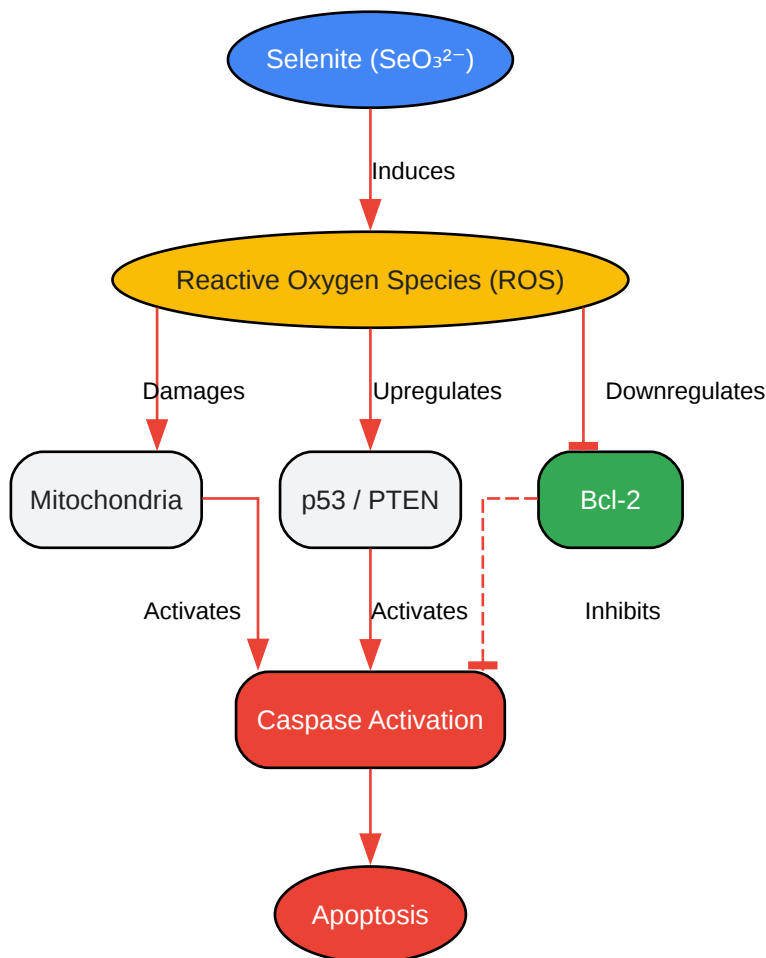 Selenite (SeO₃²⁻)
Induces
Reactive Oxygen Species (ROS)
Damages
Upregulates
Downregulates
Mitochondria
p53 / PTEN
Bcl-2
Activates
Activates
Inhibits
Caspase Activation
Apoptosis